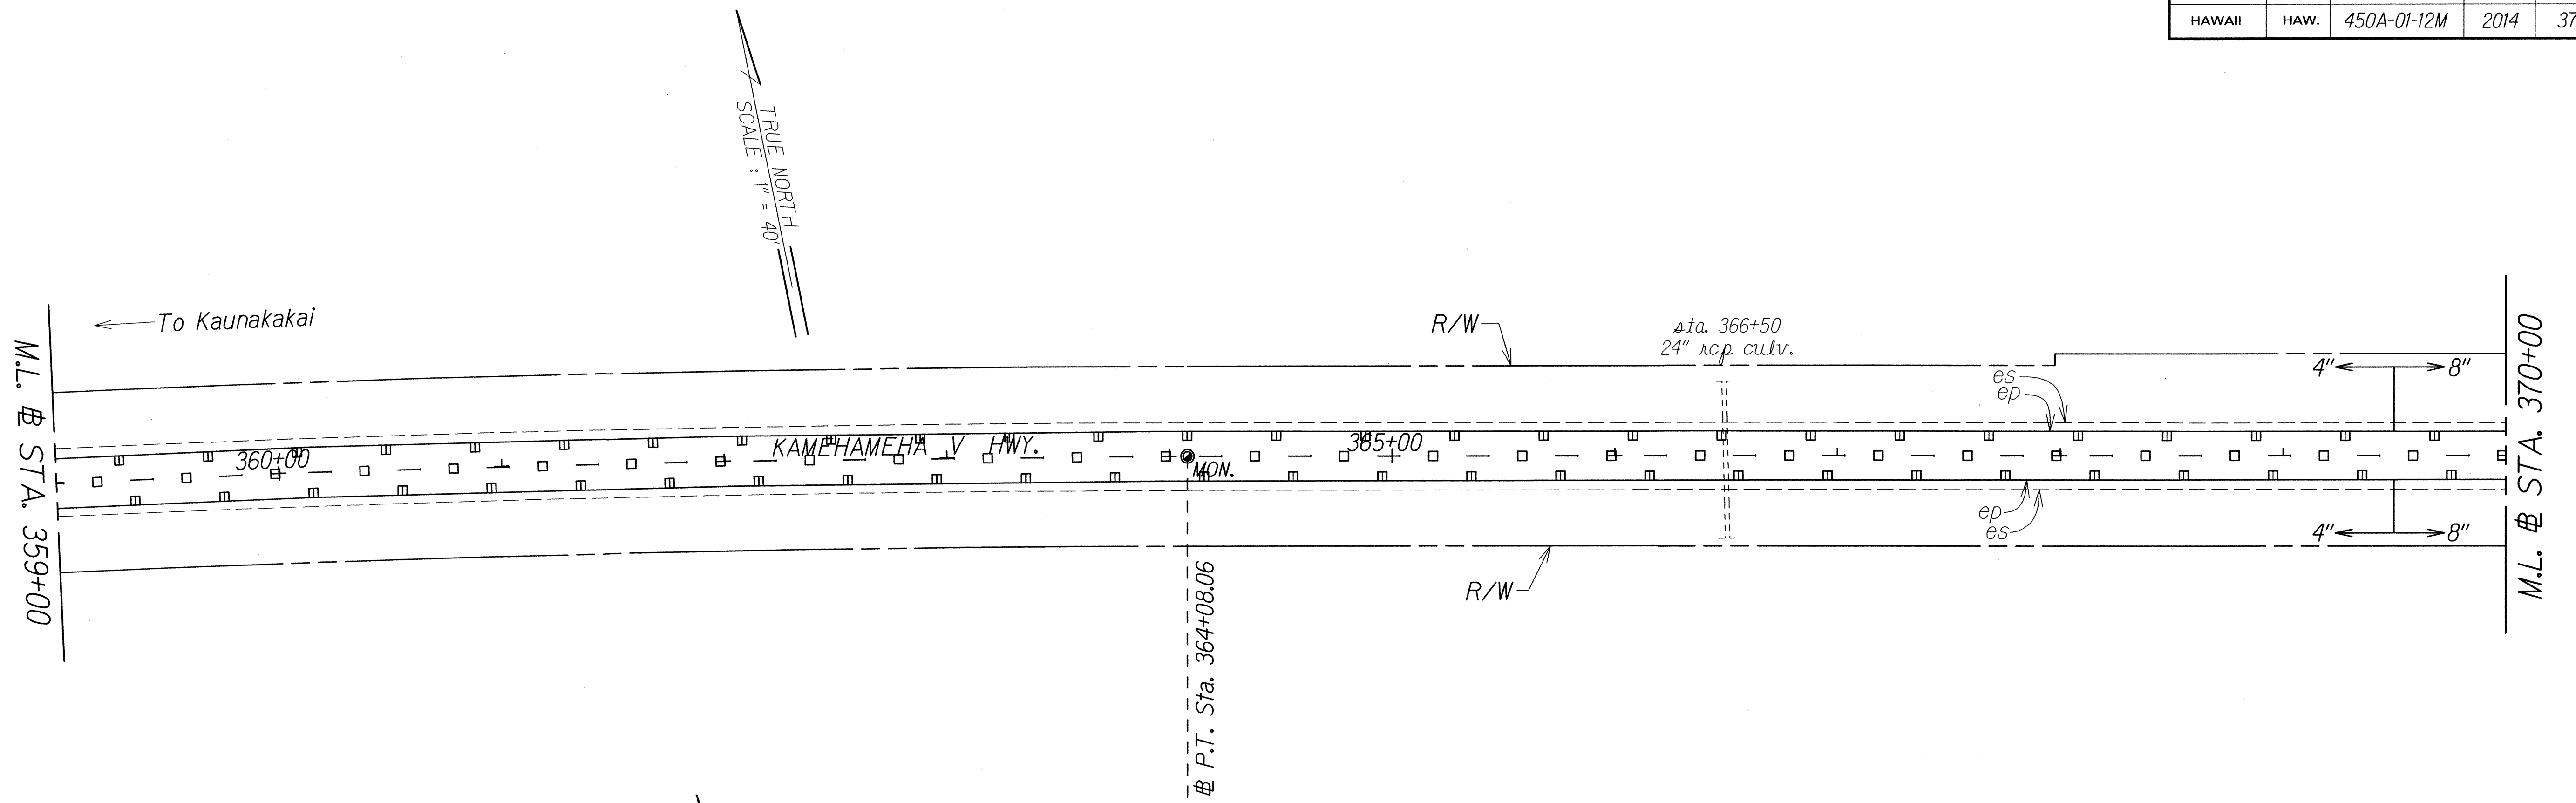 HAWAII HAW. 450A-01-12M 2014 37
TRUE NORTH
SCALE : 1" = 40'
To Kaunakakai
M.L. ⅊ STA. 359+00
360+00
KAMEHAMEHA V HWY.
MON.
385+00
R/W
sta. 366+50
24" rcp culv.
es
ep
4" 8"
M.L. ⅊ STA. 370+00
ep
es
4" 8"
R/W
⅊ P.T. Sta. 364+08.06